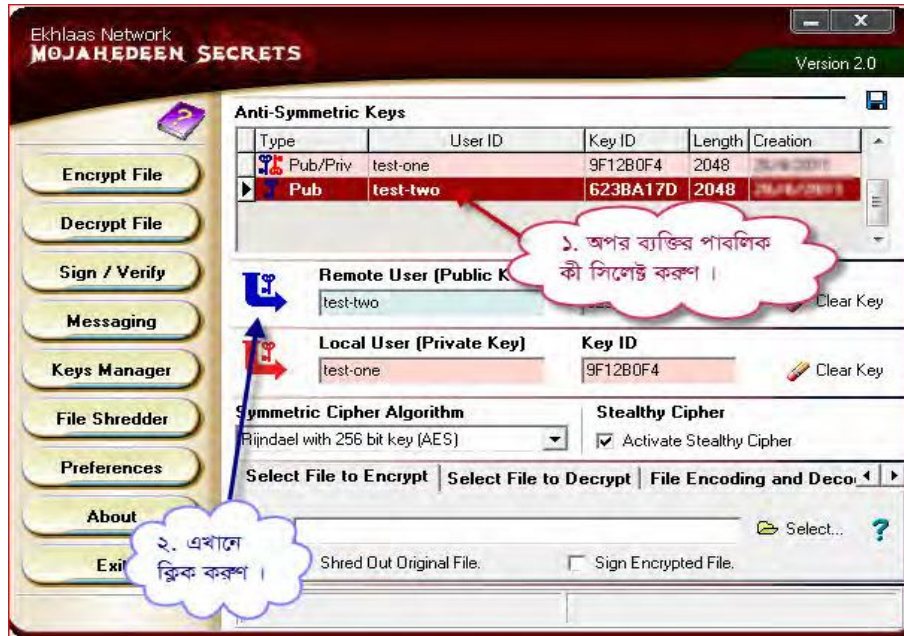 Ekhlaas Network
MOJAHEDEEN SECRETS
Version 2.0
Anti-Symmetric Keys
Type User ID Key ID Length Creation
Pub/Priv test-one 9F12B0F4 2048
Pub test-two 623BA17D 2048
Encrypt File
Decrypt File
Sign / Verify
Messaging
Keys Manager
File Shredder
Preferences
About
Exit
১. অপর ব্যক্তির পাবলিক
কী সিলেক্ট করুণ ।
Remote User (Public K
test-two
Clear Key
Local User (Private Key) Key ID
test-one 9F12B0F4 Clear Key
Symmetric Cipher Algorithm Stealthy Cipher
Rijndael with 256 bit key (AES) Activate Stealthy Cipher
Select File to Encrypt Select File to Decrypt File Encoding and Deco
Select...
২. এখানে
ক্লিক করুণ ।
Shred Out Original File. Sign Encrypted File.